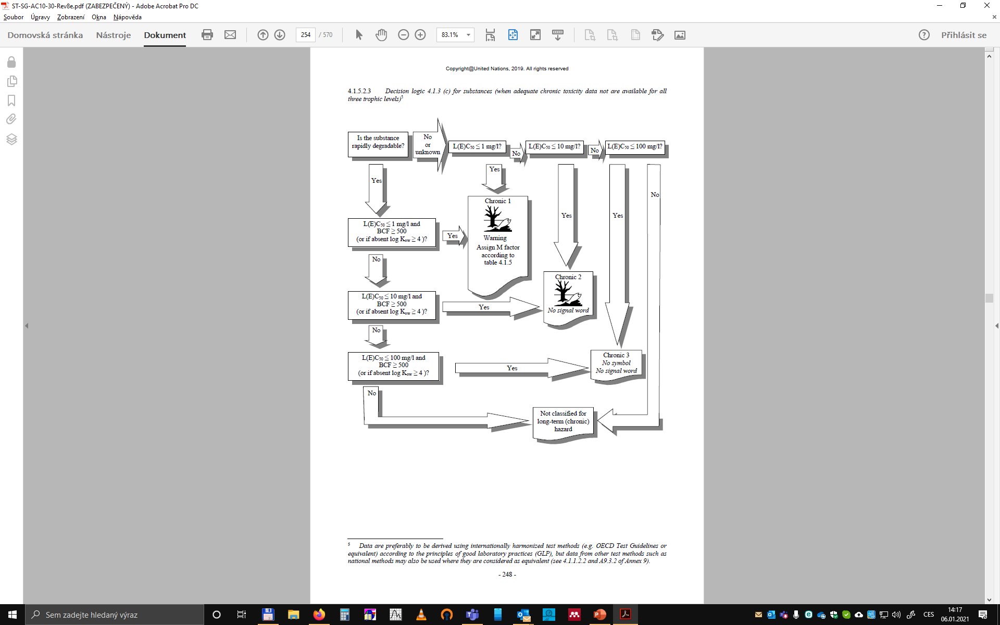 ST-SG-AC10-30-Rev8e.pdf (ZABEZPEČENÝ) - Adobe Acrobat Pro DC
Soubor Úpravy Zobrazení Okna Nápověda
Domovská stránka Nástroje Dokument 254 / 570 83.1% Přihlásit se
Copyright@United Nations, 2019. All rights reserved
4.1.5.2.3 Decision logic 4.1.3 (c) for substances (when adequate chronic toxicity data not are available for all
three trophic levels)5
Is the substance
rapidly degradable?
No
or
unknown
L(E)C50 ≤ 1 mg/l?
No
L(E)C50 ≤ 10 mg/l?
No
L(E)C50 ≤ 100 mg/l?
Yes
Yes
Yes
Yes
No
Chronic 1
Warning
Assign M factor
according to
table 4.1.5
L(E)C50 ≤ 1 mg/l and
BCF ≥ 500
(or if absent log Kow ≥ 4 )?
Yes
No
Chronic 2
No signal word
L(E)C50 ≤ 10 mg/l and
BCF ≥ 500
(or if absent log Kow ≥ 4 )?
Yes
No
L(E)C50 ≤ 100 mg/l and
BCF ≥ 500
(or if absent log Kow ≥ 4 )?
Yes
Chronic 3
No symbol
No signal word
No
Not classified for
long-term (chronic)
hazard
5 Data are preferably to be derived using internationally harmonized test methods (e.g. OECD Test Guidelines or
equivalent) according to the principles of good laboratory practices (GLP), but data from other test methods such as
national methods may also be used where they are considered as equivalent (see 4.1.1.2.2 and A9.3.2 of Annex 9).
- 248 -
Sem zadejte hledaný výraz
CES
14:17
06.01.2021